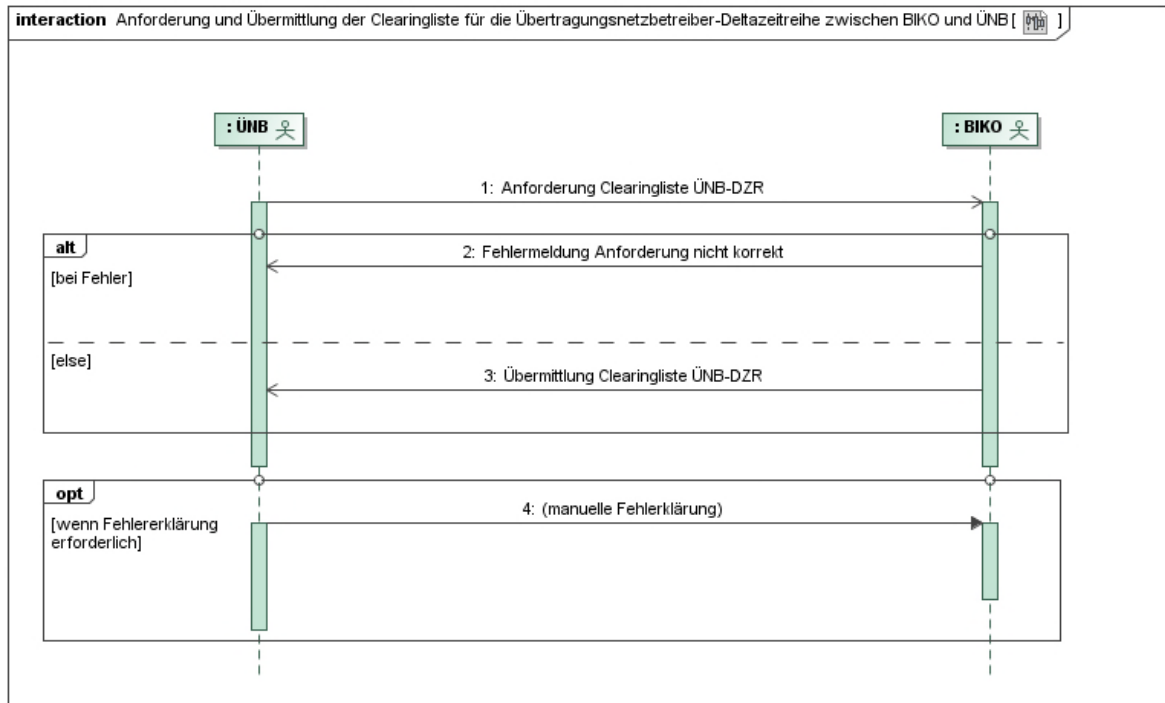 interaction Anforderung und Übermittlung der Clearingliste für die Übertragungsnetzbetreiber-Deltazeitreihe zwischen BIKO und ÜNB [ ]
: ÜNB
: BIKO
1: Anforderung Clearingliste ÜNB-DZR
alt
2: Fehlermeldung Anforderung nicht korrekt
[bei Fehler]
[else]
3: Übermittlung Clearingliste ÜNB-DZR
opt
4: (manuelle Fehlerklärung)
[wenn Fehlererklärung
erforderlich]